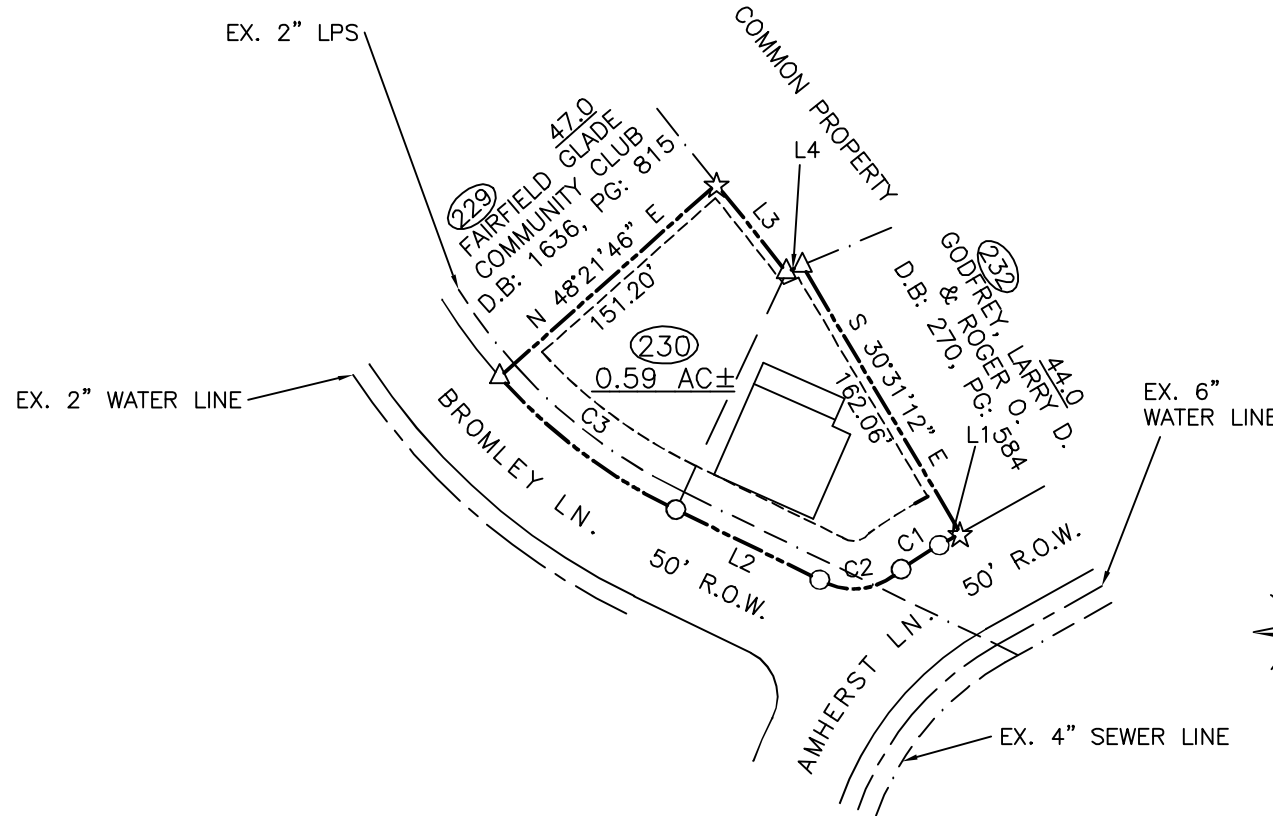 EX. 2" LPS
COMMON PROPERTY
L4
L3
229
47.0
FAIRFIELD GLADE
COMMUNITY CLUB
D.B: 1636, PG: 815
N 48°21'46" E
151.20'
232
44.0
GODFREY, LARRY D.
& ROGER O.
D.B: 270, PG: 584
S 30°31'12" E
162.06'
230
0.59 AC±
EX. 2" WATER LINE
EX. 6"
WATER LINE
L1
C3
BROMLEY LN.
L2
50' R.O.W.
C2
C1
50' R.O.W.
AMHERST LN.
EX. 4" SEWER LINE